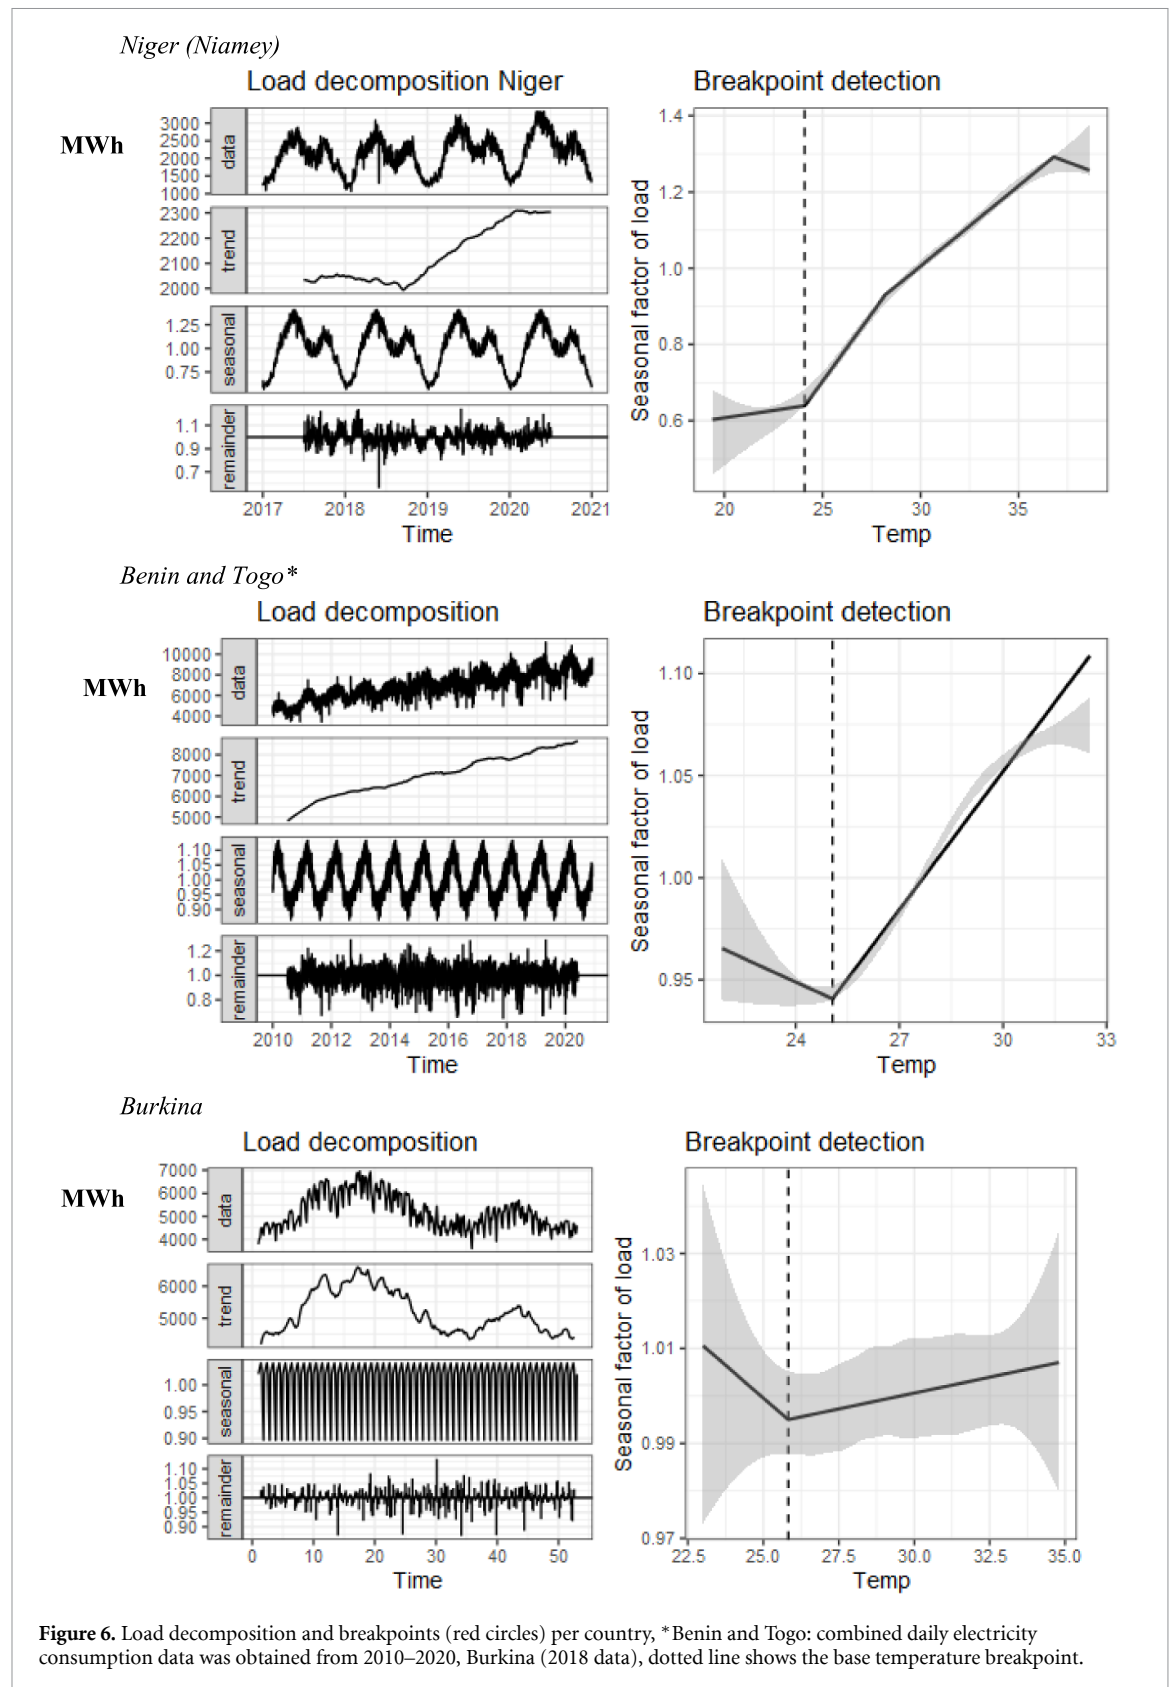 Niger (Niamey)
Load decomposition Niger
MWh
3000
2500
2000
1500
1000
data
2300
2200
2100
2000
trend
1.25
1.00
0.75
seasonal
1.1
0.9
0.7
remainder
2017 2018 2019 2020 2021
Time
Breakpoint detection
Seasonal factor of load
1.4
1.2
1.0
0.8
0.6
20 25 30 35
Temp
Benin and Togo*
Load decomposition
MWh
10000
8000
6000
4000
data
8000
7000
6000
5000
trend
1.10
1.05
1.00
0.95
0.90
seasonal
1.2
1.0
0.8
remainder
2010 2012 2014 2016 2018 2020
Time
Breakpoint detection
Seasonal factor of load
1.10
1.05
1.00
0.95
24 27 30 33
Temp
Burkina
Load decomposition
MWh
7000
6000
5000
4000
data
6000
5000
trend
1.00
0.95
0.90
seasonal
1.10
1.05
1.00
0.95
0.90
remainder
0 10 20 30 40 50
Time
Breakpoint detection
Seasonal factor of load
1.03
1.01
0.99
0.97
22.5 25.0 27.5 30.0 32.5 35.0
Temp
Figure 6. Load decomposition and breakpoints (red circles) per country, *Benin and Togo: combined daily electricity
consumption data was obtained from 2010–2020, Burkina (2018 data), dotted line shows the base temperature breakpoint.